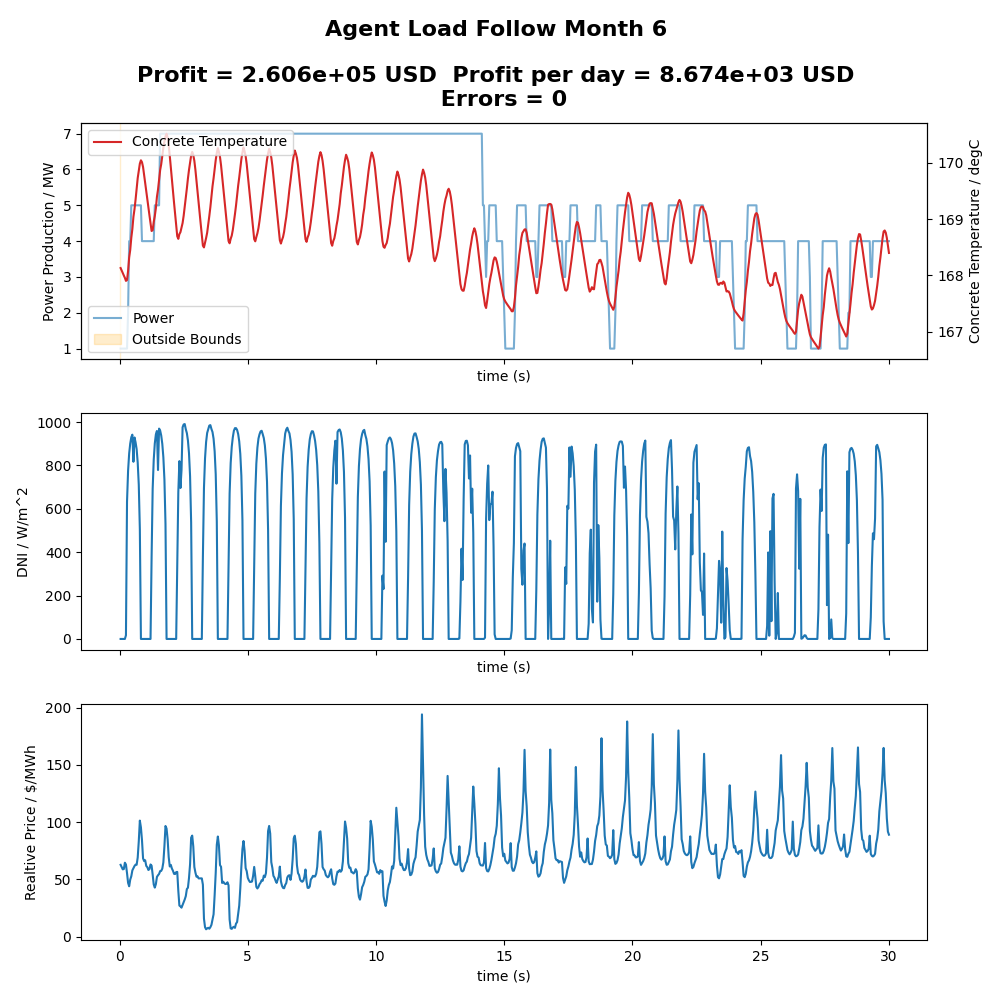 Agent Load Follow Month 6
Profit = 2.606e+05 USD  Profit per day = 8.674e+03 USD
Errors = 0
Power Production / MW
7
6
5
4
3
2
1
Concrete Temperature
Power
Outside Bounds
170
169
168
167
Concrete Temperature / degC
time (s)
DNI / W/m^2
1000
800
600
400
200
0
time (s)
Realtive Price / $/MWh
200
150
100
50
0
0 5 10 15 20 25 30
time (s)